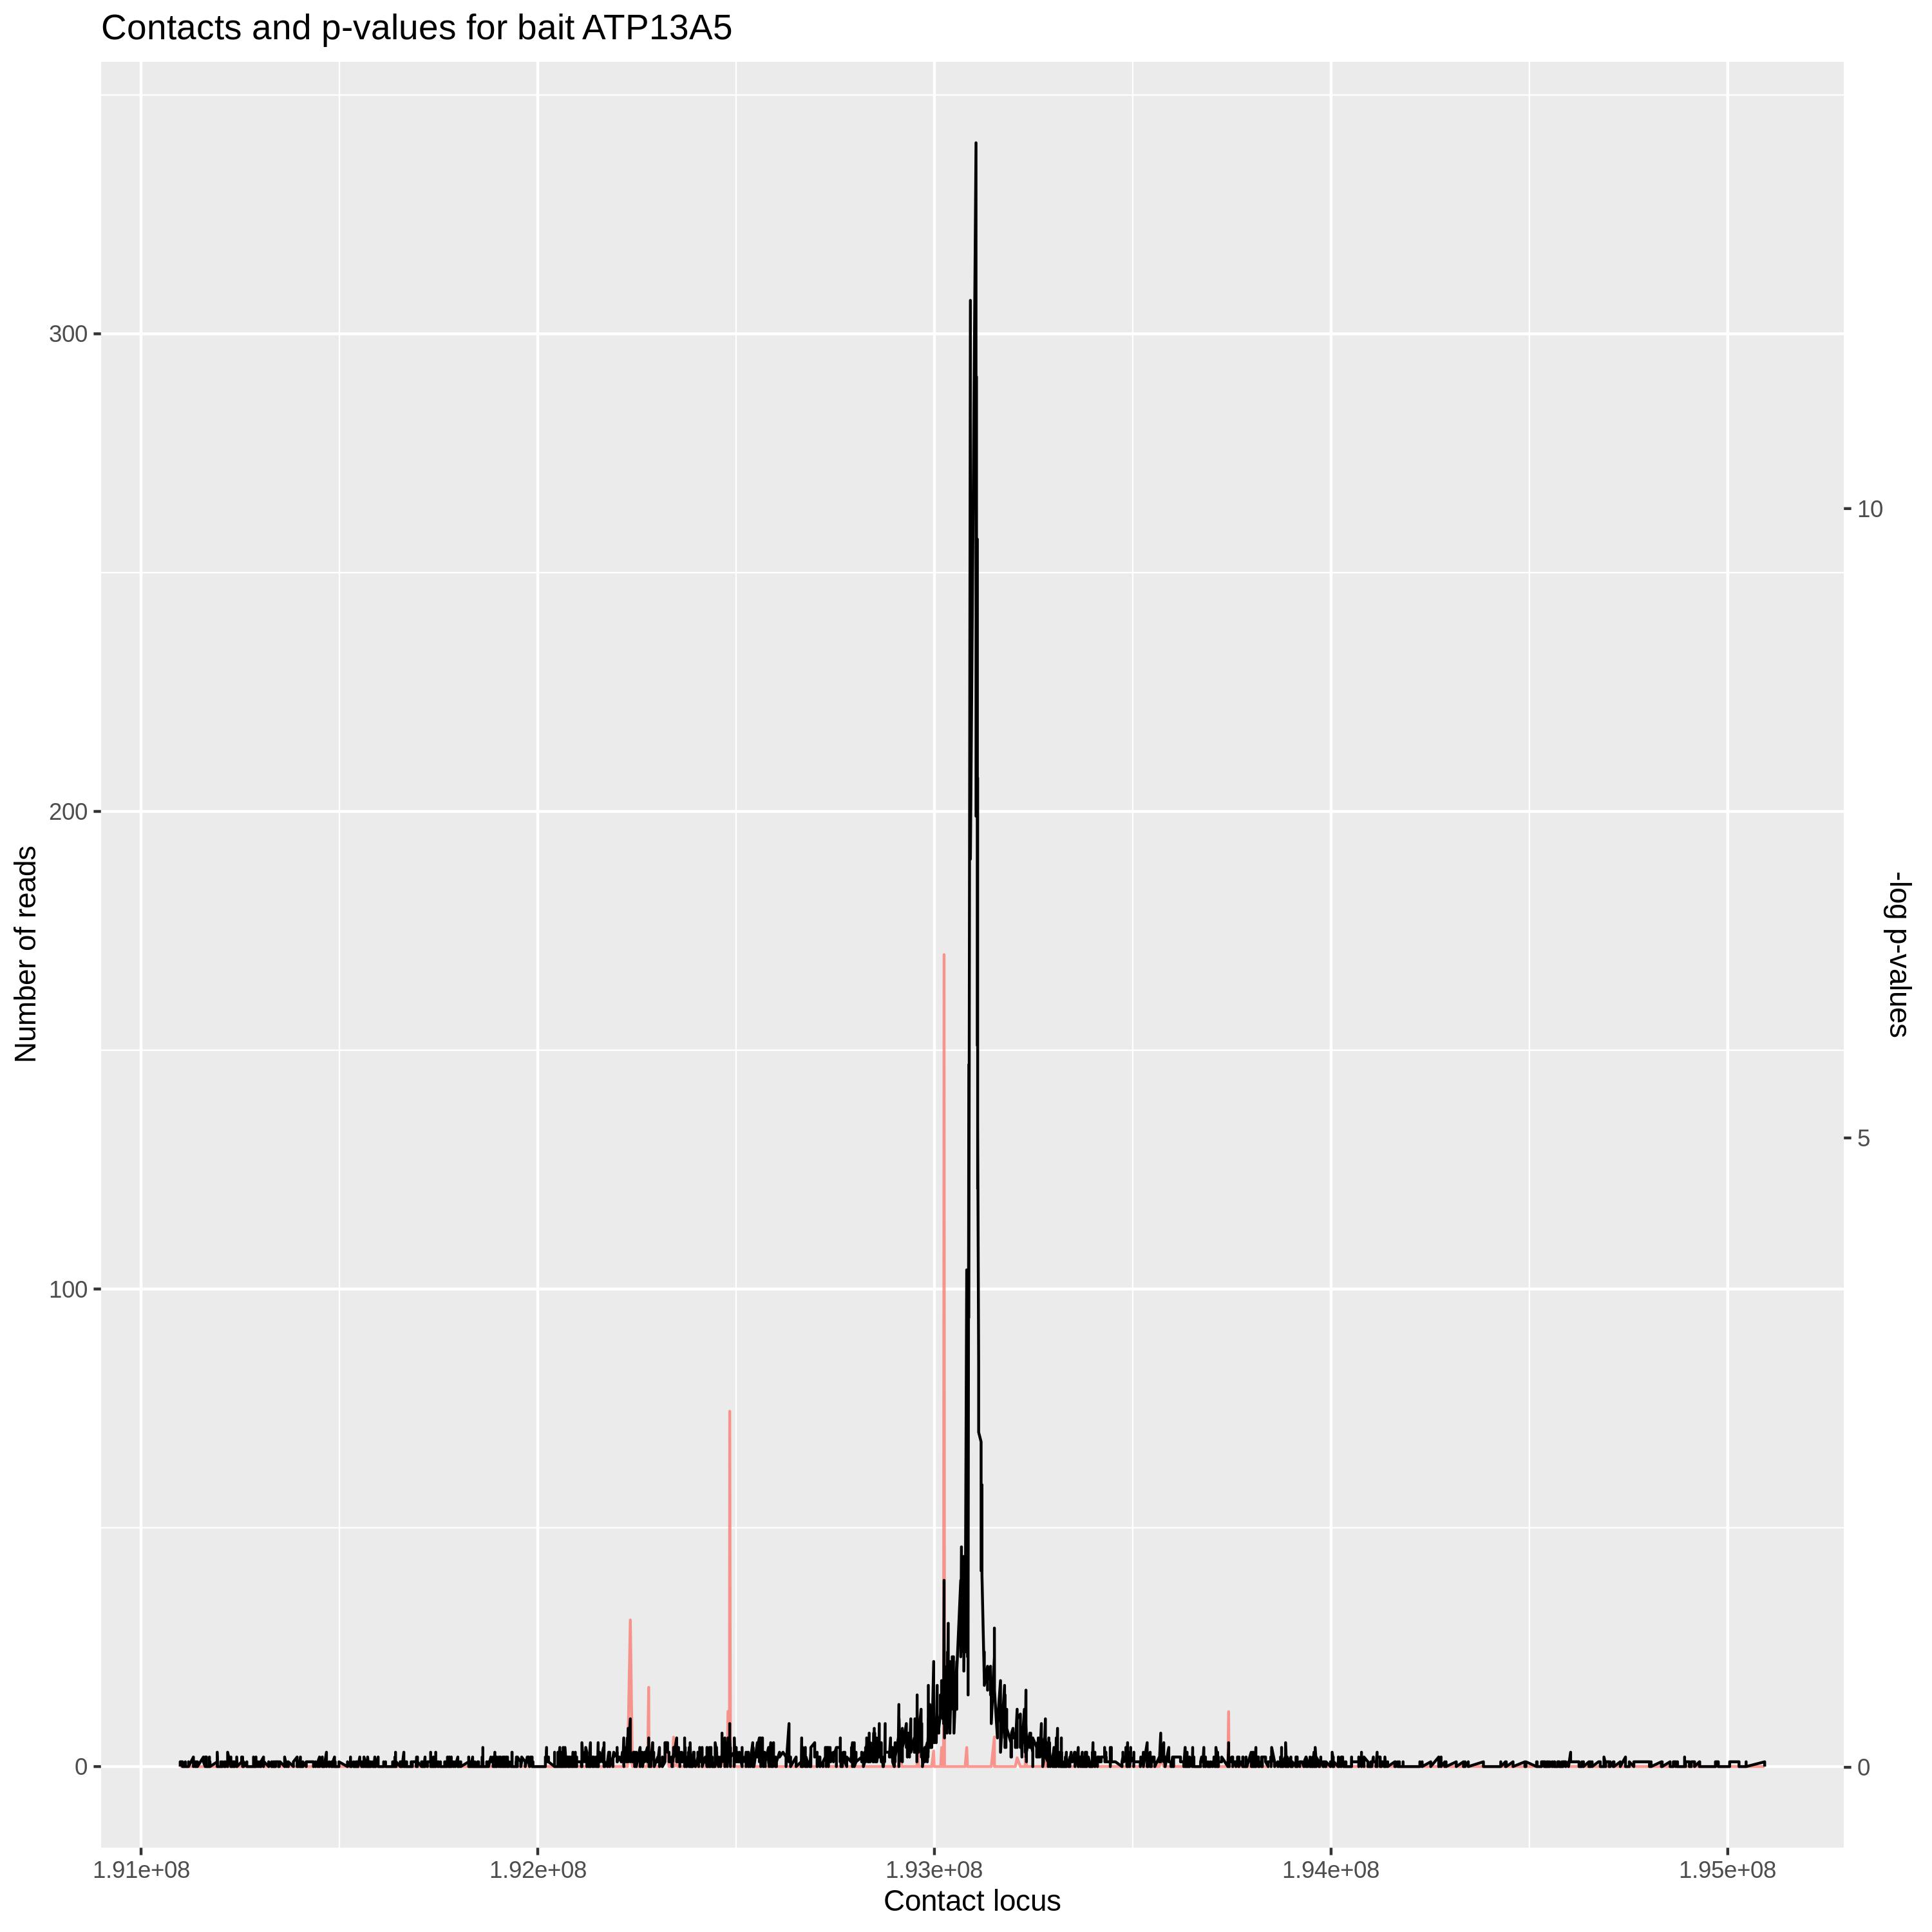 Contacts and p-values for bait ATP13A5
300
200
100
0
10
5
0
Number of reads
-log p-values
1.91e+08
1.92e+08
1.93e+08
1.94e+08
1.95e+08
Contact locus